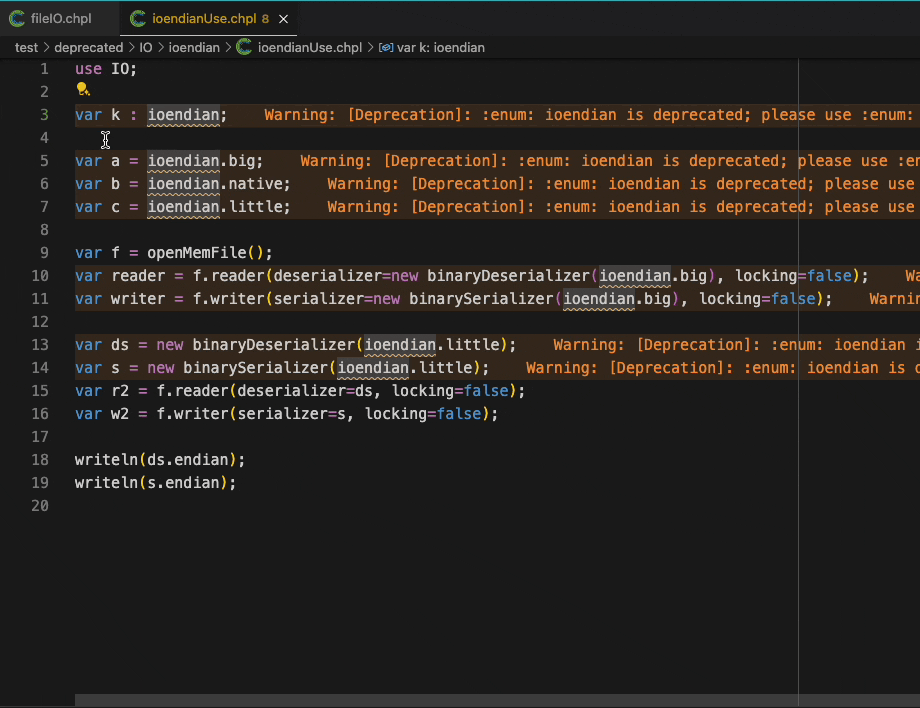 fileIO.chpl ioendianUse.chpl 8
test > deprecated > IO > ioendian > ioendianUse.chpl > var k: ioendian
1 use IO;
2
3 var k : ioendian; Warning: [Deprecation]: :enum: ioendian is deprecated; please use :enum:
4
5 var a = ioendian.big; Warning: [Deprecation]: :enum: ioendian is deprecated; please use :en
6 var b = ioendian.native; Warning: [Deprecation]: :enum: ioendian is deprecated; please use
7 var c = ioendian.little; Warning: [Deprecation]: :enum: ioendian is deprecated; please use
8
9 var f = openMemFile();
10 var reader = f.reader(deserializer=new binaryDeserializer(ioendian.big), locking=false); Wa
11 var writer = f.writer(serializer=new binarySerializer(ioendian.big), locking=false); Warnin
12
13 var ds = new binaryDeserializer(ioendian.little); Warning: [Deprecation]: :enum: ioendian i
14 var s = new binarySerializer(ioendian.little); Warning: [Deprecation]: :enum: ioendian is d
15 var r2 = f.reader(deserializer=ds, locking=false);
16 var w2 = f.writer(serializer=s, locking=false);
17
18 writeln(ds.endian);
19 writeln(s.endian);
20